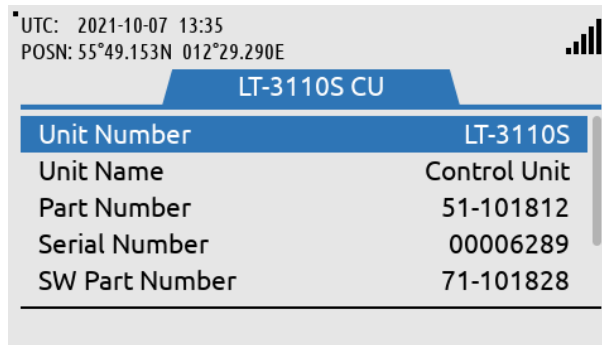 UTC: 2021-10-07 13:35
POSN: 55°49.153N 012°29.290E
LT-3110S CU
Unit Number LT-3110S
Unit Name Control Unit
Part Number 51-101812
Serial Number 00006289
SW Part Number 71-101828